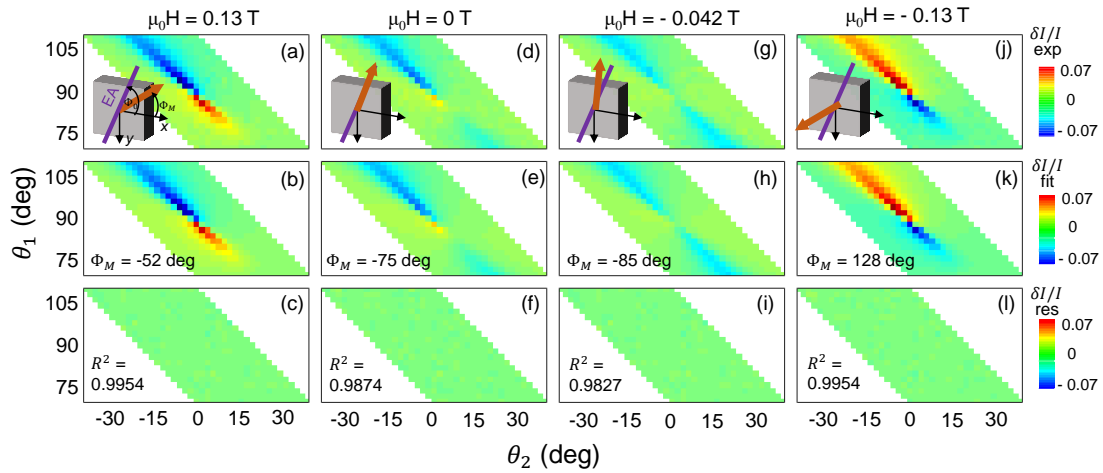 μ₀H = 0.13 T
μ₀H = 0 T
μ₀H = - 0.042 T
μ₀H = - 0.13 T
105
90
75
(a)
EA
Φ_M
x
y
(d)
(g)
(j)
δI/I
exp
0.07
0
- 0.07
θ₁ (deg)
105
90
75
(b)
Φ_M = -52 deg
(e)
Φ_M = -75 deg
(h)
Φ_M = -85 deg
(k)
Φ_M = 128 deg
δI/I
fit
0.07
0
- 0.07
105
90
75
(c)
R² =
0.9954
(f)
R² =
0.9874
(i)
R² =
0.9827
(l)
R² =
0.9954
δI/I
res
0.07
0
- 0.07
-30 -15 0 15 30
-30 -15 0 15 30
-30 -15 0 15 30
-30 -15 0 15 30
θ₂ (deg)